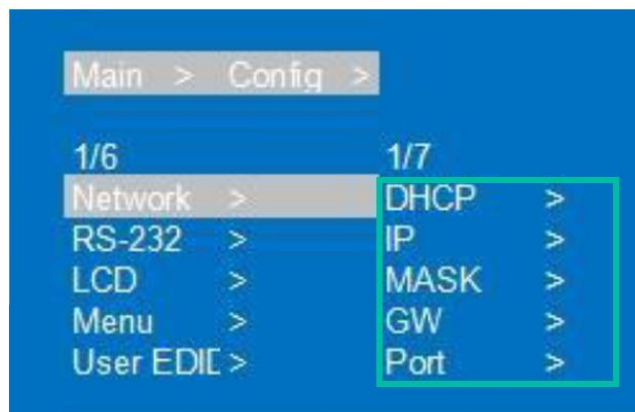 Main > Config >
1/6 1/7
Network > DHCP >
RS-232 > IP >
LCD > MASK >
Menu > GW >
User EDID > Port >